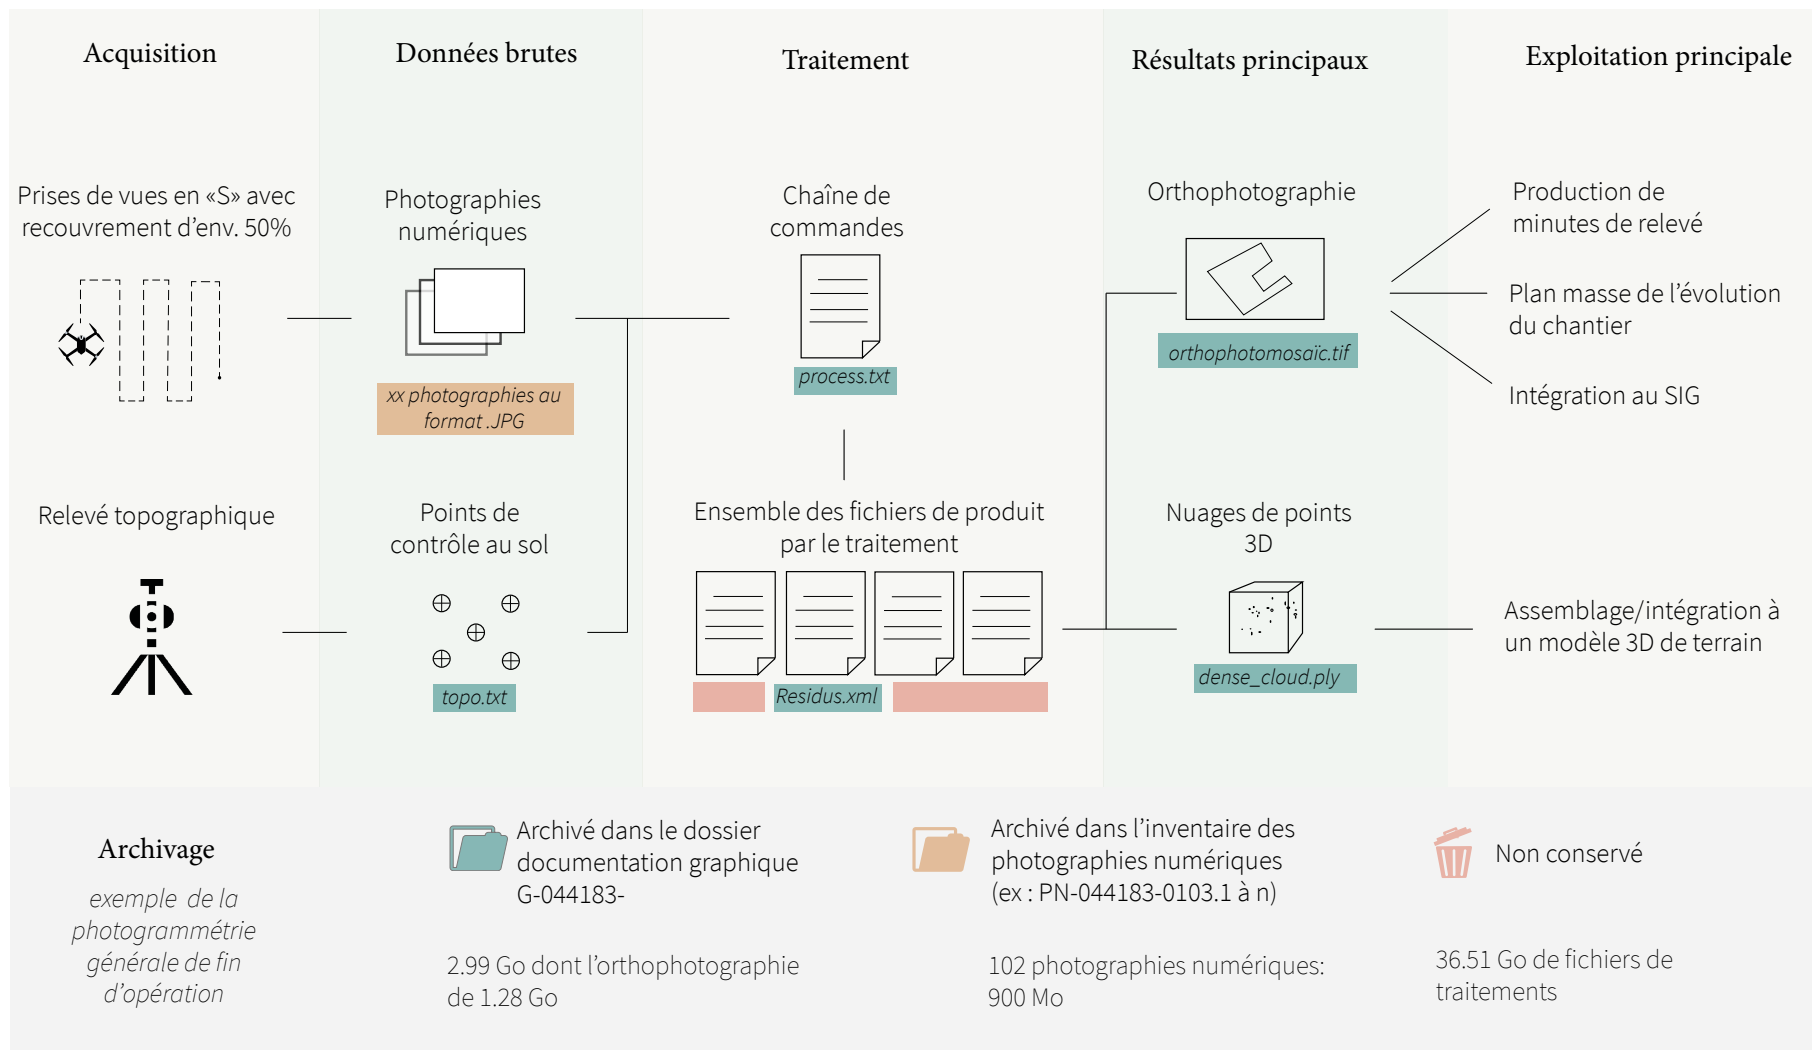 Acquisition
Données brutes
Traitement
Résultats principaux
Exploitation principale
Prises de vues en «S» avec
recouvrement d’env. 50%
Photographies
numériques
xx photographies au
format .JPG
Chaîne de
commandes
process.txt
Orthophotographie
orthophotomosaïc.tif
Production de
minutes de relevé
Plan masse de l’évolution
du chantier
Intégration au SIG
Relevé topographique
Points de
contrôle au sol
topo.txt
Ensemble des fichiers de produit
par le traitement
Residus.xml
Nuages de points
3D
dense_cloud.ply
Assemblage/intégration à
un modèle 3D de terrain
Archivage
exemple de la
photogrammétrie
générale de fin
d’opération
Archivé dans le dossier
documentation graphique
G-044183-
2.99 Go dont l’orthophotographie
de 1.28 Go
Archivé dans l’inventaire des
photographies numériques
(ex : PN-044183-0103.1 à n)
102 photographies numériques:
900 Mo
Non conservé
36.51 Go de fichiers de
traitements